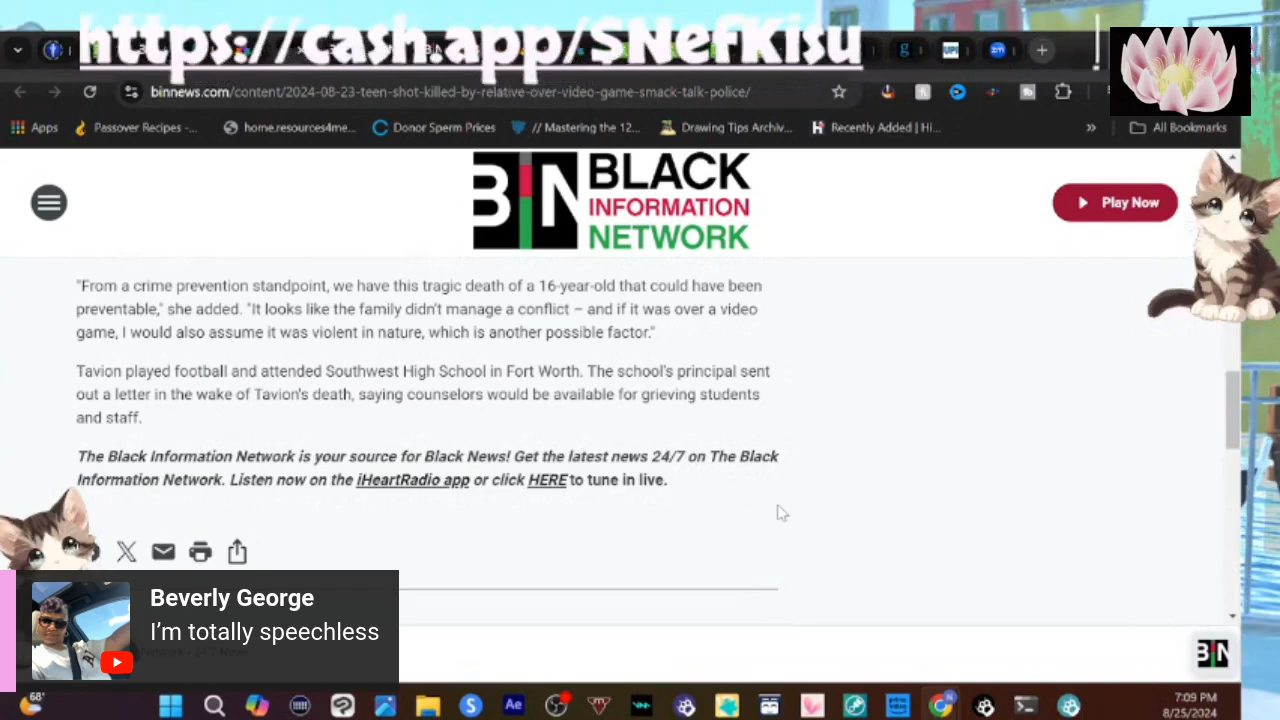 https://cash.app/$NefKisu !
binnews.com/content/2024-08-23-teen-shot-killed-by-relative-over-video-game-smack-talk-police/
Apps Passover Recipes -... home.resources4me... Donor Sperm Prices // Mastering the 12... Drawing Tips Archiv... Recently Added | Hi... » All Bookmarks
BIN BLACK
INFORMATION
NETWORK
Play Now
"From a crime prevention standpoint, we have this tragic death of a 16-year-old that could have been
preventable," she added. "It looks like the family didn't manage a conflict – and if it was over a video
game, I would also assume it was violent in nature, which is another possible factor."
Tavion played football and attended Southwest High School in Fort Worth. The school's principal sent
out a letter in the wake of Tavion's death, saying counselors would be available for grieving students
and staff.
The Black Information Network is your source for Black News! Get the latest news 24/7 on The Black
Information Network. Listen now on the iHeartRadio app or click HERE to tune in live.
Beverly George
I'm totally speechless
BIN
68°
7:09 PM
8/25/2024